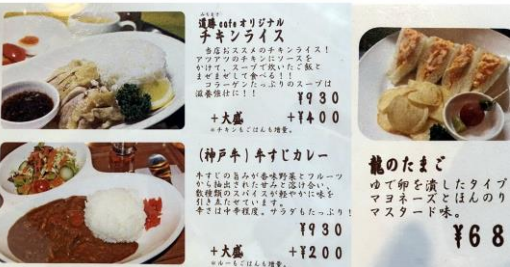 みちまさ
道勝cafeオリジナル
チキンライス
当店おススメのチキンライス！
アツアツのチキンにソースを
かけて、スープで炊いたご飯と
まぜまぜして食べる！！
コラーゲンたっぷりのスープは
滋養強壮に！！
¥930
+大盛 +¥400
※チキンもごはんも増量。
(神戸牛)牛すじカレー
牛すじの旨みが香味野菜とフルーツ
から抽出された甘みと溶け合い、
数種類のスパイスが軽やかに味を
引き立たせています。
辛さは中辛程度。サラダもたっぷり！
¥930
+大盛 +¥200
※ルーもごはんも増量。
龍のたまご
ゆで卵を潰したタイプ
マヨネーズとほんのり
マスタード味。
¥68